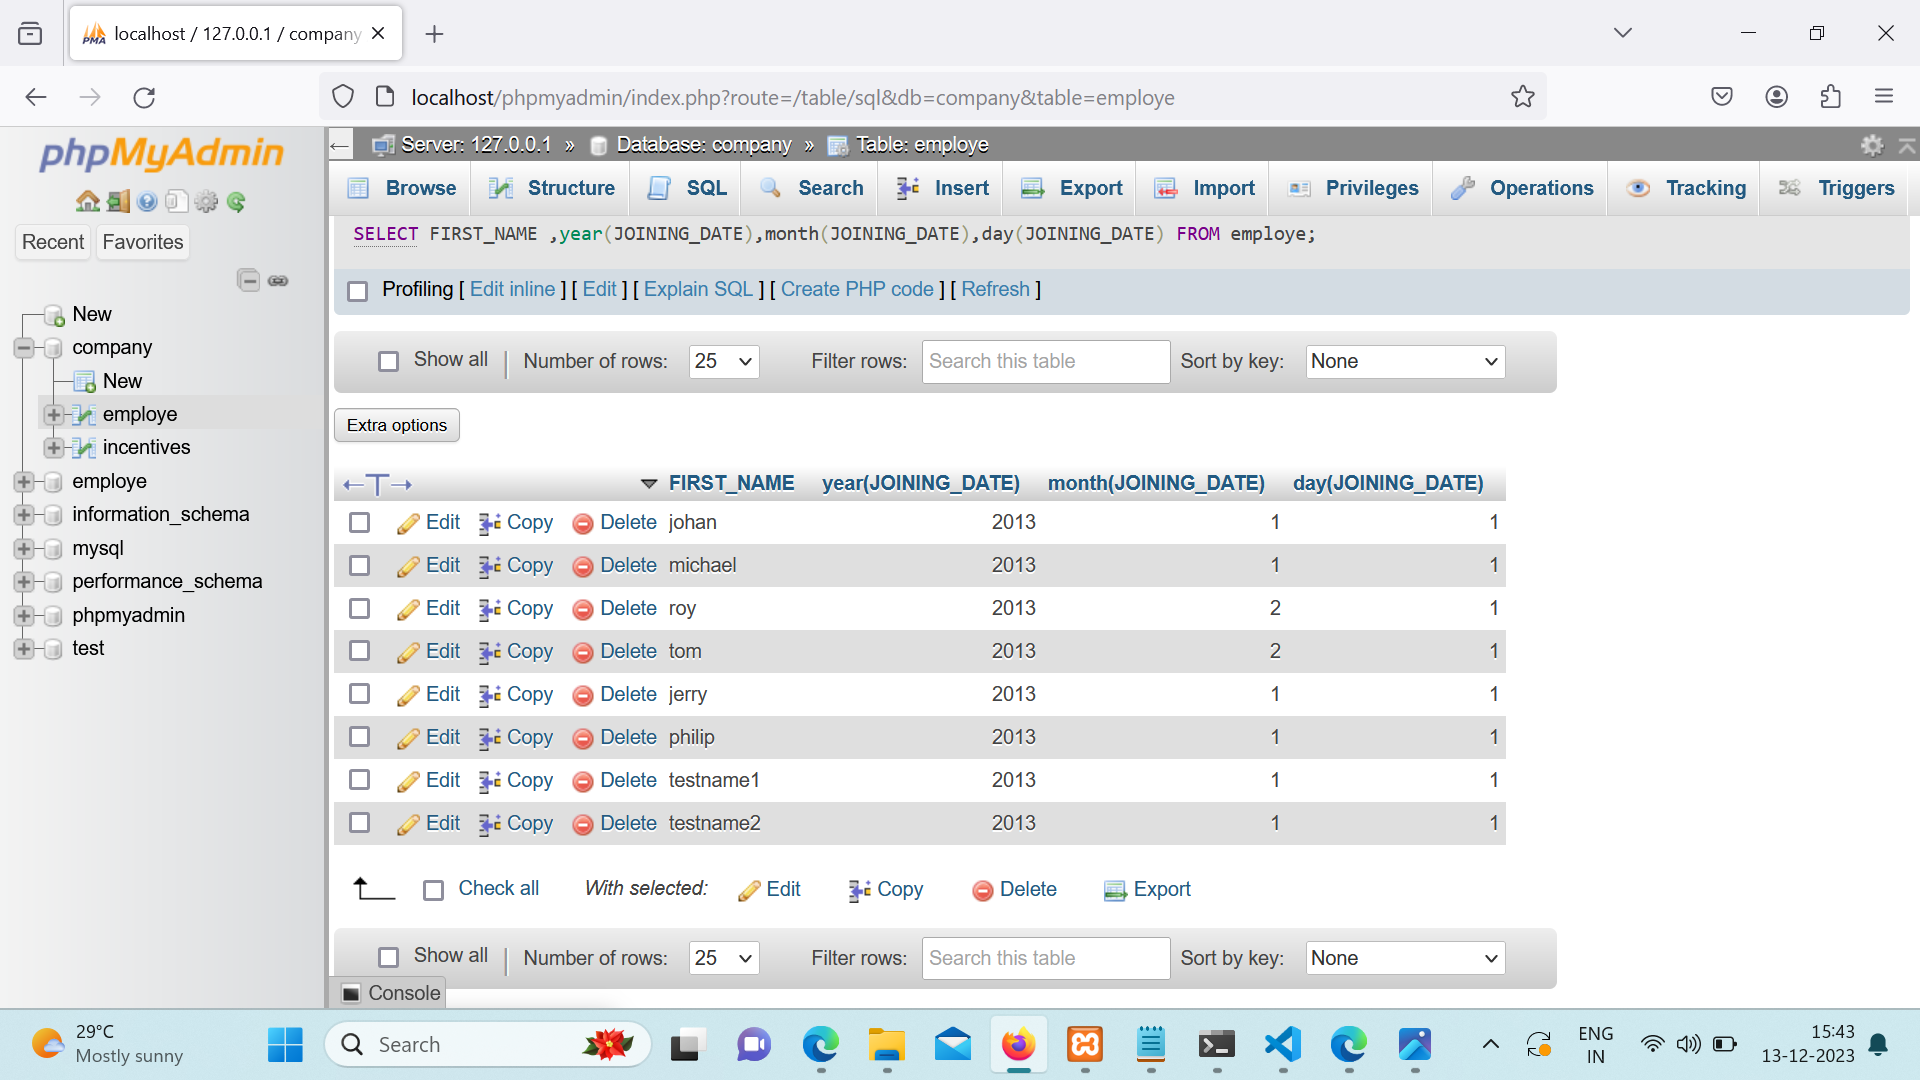 localhost / 127.0.0.1 / company
localhost/phpmyadmin/index.php?route=/table/sql&db=company&table=employe
phpMyAdmin
Recent Favorites
New
company
New
employe
incentives
employe
information_schema
mysql
performance_schema
phpmyadmin
test
Server: 127.0.0.1 » Database: company » Table: employe
Browse Structure SQL Search Insert Export Import Privileges Operations Tracking Triggers
SELECT FIRST_NAME ,year(JOINING_DATE),month(JOINING_DATE),day(JOINING_DATE) FROM employe;
Profiling [ Edit inline ] [ Edit ] [ Explain SQL ] [ Create PHP code ] [ Refresh ]
Show all Number of rows: 25 Filter rows: Search this table Sort by key: None
Extra options
←T→ FIRST_NAME year(JOINING_DATE) month(JOINING_DATE) day(JOINING_DATE)
Edit Copy Delete johan 2013 1 1
Edit Copy Delete michael 2013 1 1
Edit Copy Delete roy 2013 2 1
Edit Copy Delete tom 2013 2 1
Edit Copy Delete jerry 2013 1 1
Edit Copy Delete philip 2013 1 1
Edit Copy Delete testname1 2013 1 1
Edit Copy Delete testname2 2013 1 1
Check all With selected: Edit Copy Delete Export
Show all Number of rows: 25 Filter rows: Search this table Sort by key: None
Console
29°C
Mostly sunny
Search
ENG
IN
15:43
13-12-2023